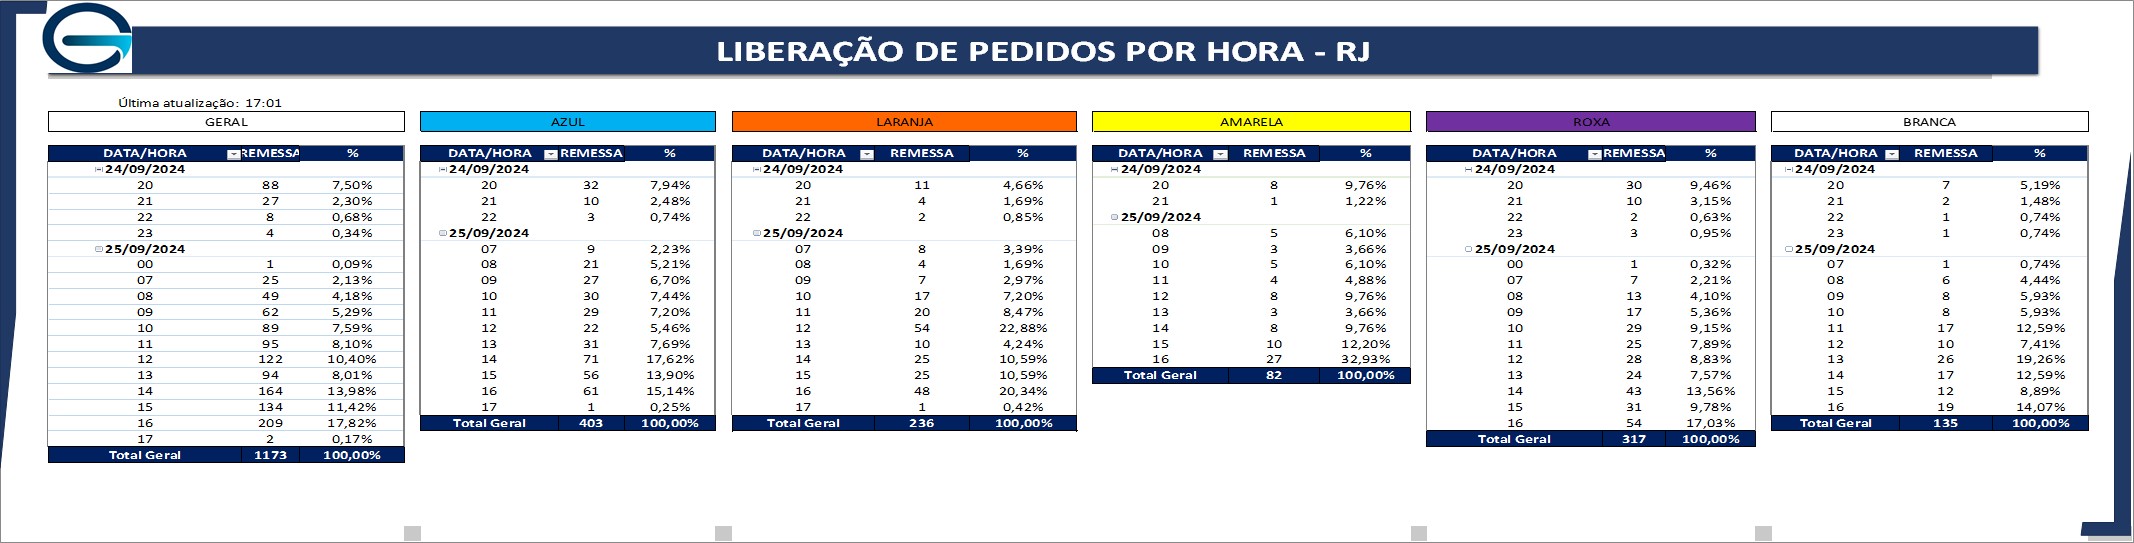 LIBERAÇÃO DE PEDIDOS POR HORA - RJ
Última atualização: 17:01
GERAL
DATA/HORA REMESSA %
24/09/2024
20 88 7,50%
21 27 2,30%
22 8 0,68%
23 4 0,34%
25/09/2024
00 1 0,09%
07 25 2,13%
08 49 4,18%
09 62 5,29%
10 89 7,59%
11 95 8,10%
12 122 10,40%
13 94 8,01%
14 164 13,98%
15 134 11,42%
16 209 17,82%
17 2 0,17%
Total Geral 1173 100,00%
AZUL
DATA/HORA REMESSA %
24/09/2024
20 32 7,94%
21 10 2,48%
22 3 0,74%
25/09/2024
07 9 2,23%
08 21 5,21%
09 27 6,70%
10 30 7,44%
11 29 7,20%
12 22 5,46%
13 31 7,69%
14 71 17,62%
15 56 13,90%
16 61 15,14%
17 1 0,25%
Total Geral 403 100,00%
LARANJA
DATA/HORA REMESSA %
24/09/2024
20 11 4,66%
21 4 1,69%
22 2 0,85%
25/09/2024
07 8 3,39%
08 4 1,69%
09 7 2,97%
10 17 7,20%
11 20 8,47%
12 54 22,88%
13 10 4,24%
14 25 10,59%
15 25 10,59%
16 48 20,34%
17 1 0,42%
Total Geral 236 100,00%
AMARELA
DATA/HORA REMESSA %
24/09/2024
20 8 9,76%
21 1 1,22%
25/09/2024
08 5 6,10%
09 3 3,66%
10 5 6,10%
11 4 4,88%
12 8 9,76%
13 3 3,66%
14 8 9,76%
15 10 12,20%
16 27 32,93%
Total Geral 82 100,00%
ROXA
DATA/HORA REMESSA %
24/09/2024
20 30 9,46%
21 10 3,15%
22 2 0,63%
23 3 0,95%
25/09/2024
00 1 0,32%
07 7 2,21%
08 13 4,10%
09 17 5,36%
10 29 9,15%
11 25 7,89%
12 28 8,83%
13 24 7,57%
14 43 13,56%
15 31 9,78%
16 54 17,03%
Total Geral 317 100,00%
BRANCA
DATA/HORA REMESSA %
24/09/2024
20 7 5,19%
21 2 1,48%
22 1 0,74%
23 1 0,74%
25/09/2024
07 1 0,74%
08 6 4,44%
09 8 5,93%
10 8 5,93%
11 17 12,59%
12 10 7,41%
13 26 19,26%
14 17 12,59%
15 12 8,89%
16 19 14,07%
Total Geral 135 100,00%